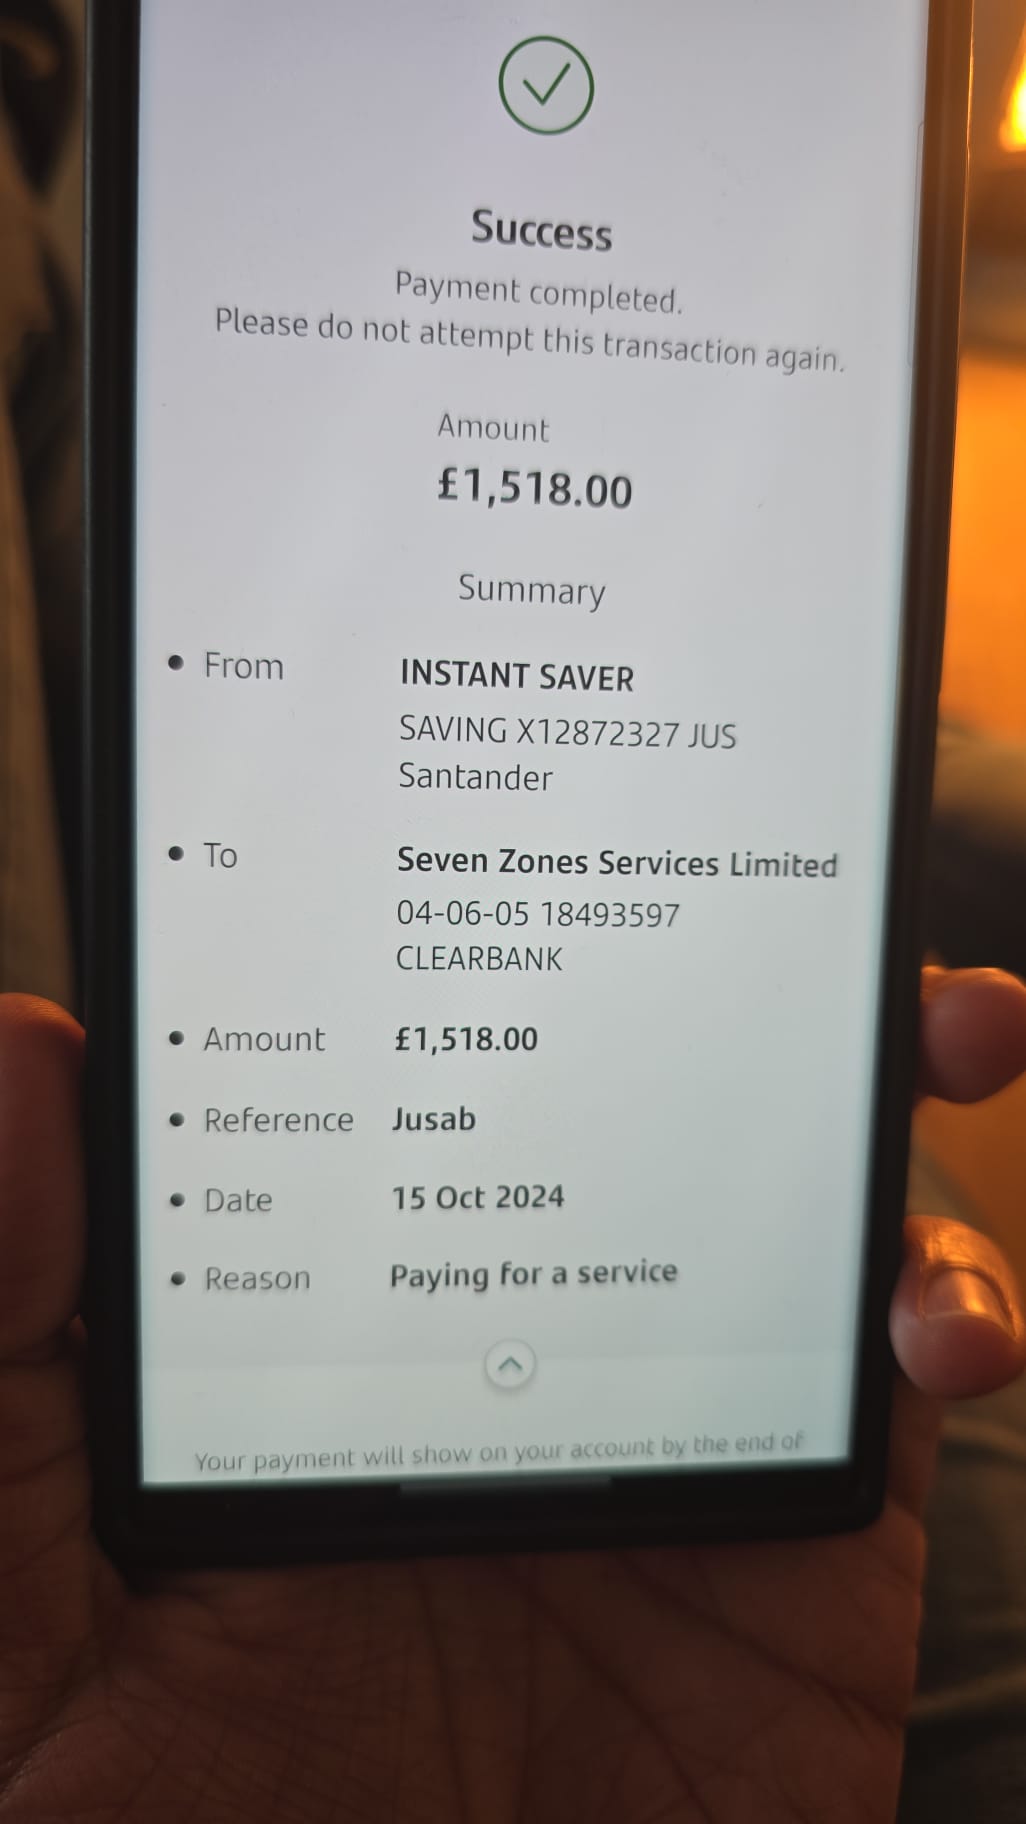 Success
Payment completed.
Please do not attempt this transaction again.
Amount
£1,518.00
Summary
From INSTANT SAVER
SAVING X12872327 JUS
Santander
To Seven Zones Services Limited
04-06-05 18493597
CLEARBANK
Amount £1,518.00
Reference Jusab
Date 15 Oct 2024
Reason Paying for a service
Your payment will show on your account by the end of